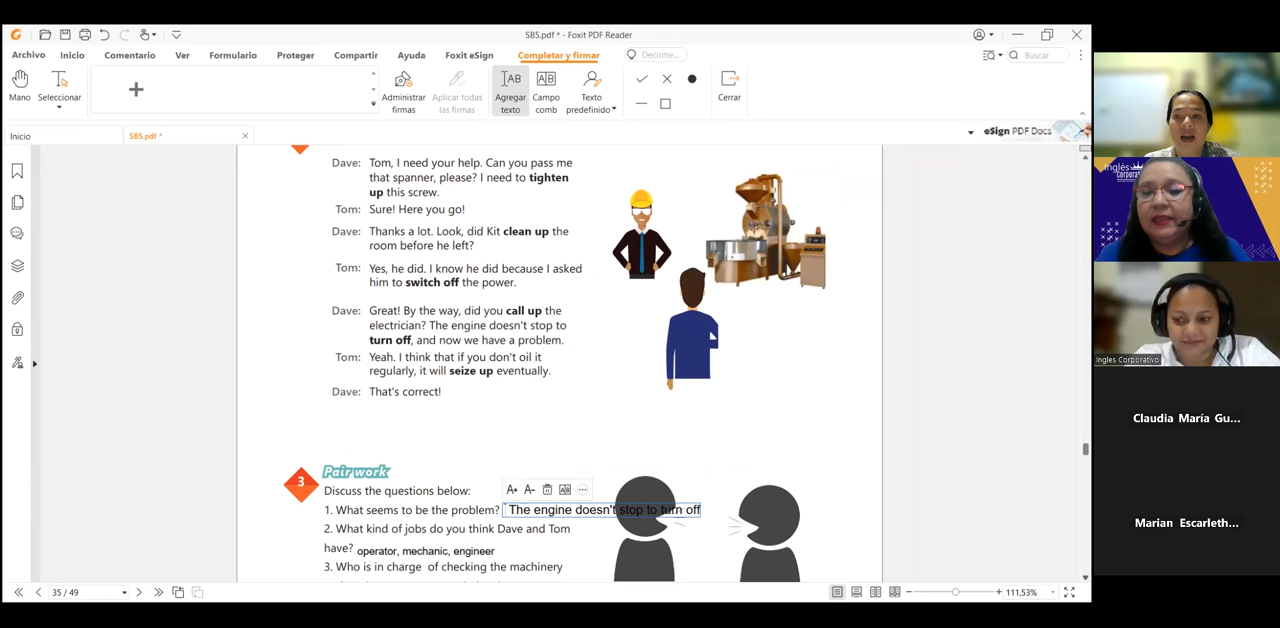 SB5.pdf * - Foxit PDF Reader
Archivo Inicio Comentario Ver Formulario Proteger Compartir Ayuda Foxit eSign Completar y firmar Decirme... Buscar
Mano Seleccionar Administrar firmas Aplicar todas las firmas Agregar texto Campo comb Texto predefinido Cerrar
Inicio SB5.pdf * eSign PDF Docs
Dave: Tom, I need your help. Can you pass me
that spanner, please? I need to tighten
up this screw.
Tom: Sure! Here you go!
Dave: Thanks a lot. Look, did Kit clean up the
room before he left?
Tom: Yes, he did. I know he did because I asked
him to switch off the power.
Dave: Great! By the way, did you call up the
electrician? The engine doesn't stop to
turn off, and now we have a problem.
Tom: Yeah. I think that if you don't oil it
regularly, it will seize up eventually.
Dave: That's correct!
3 Pair work
Discuss the questions below:
1. What seems to be the problem? The engine doesn't stop to turn off
2. What kind of jobs do you think Dave and Tom
have? operator, mechanic, engineer
3. Who is in charge of checking the machinery
35 / 49 111,53%
Inglés Corporativo
Ingles Corporativo
Claudia María Gu...
Marian Escarleth...